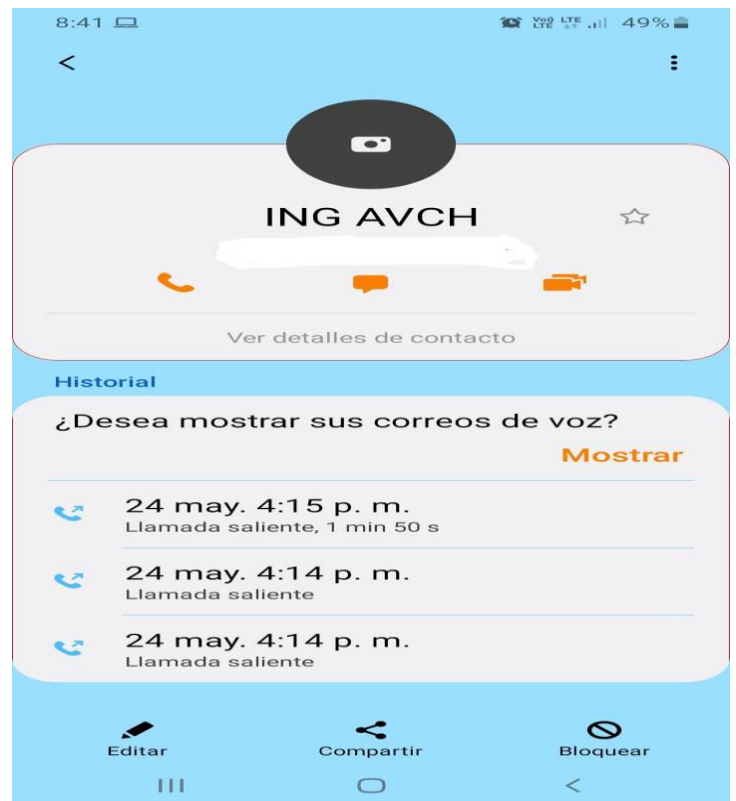 8:41 49%
ING AVCH
Ver detalles de contacto
Historial
¿Desea mostrar sus correos de voz?
Mostrar
24 may. 4:15 p. m.
Llamada saliente, 1 min 50 s
24 may. 4:14 p. m.
Llamada saliente
24 may. 4:14 p. m.
Llamada saliente
Editar Compartir Bloquear